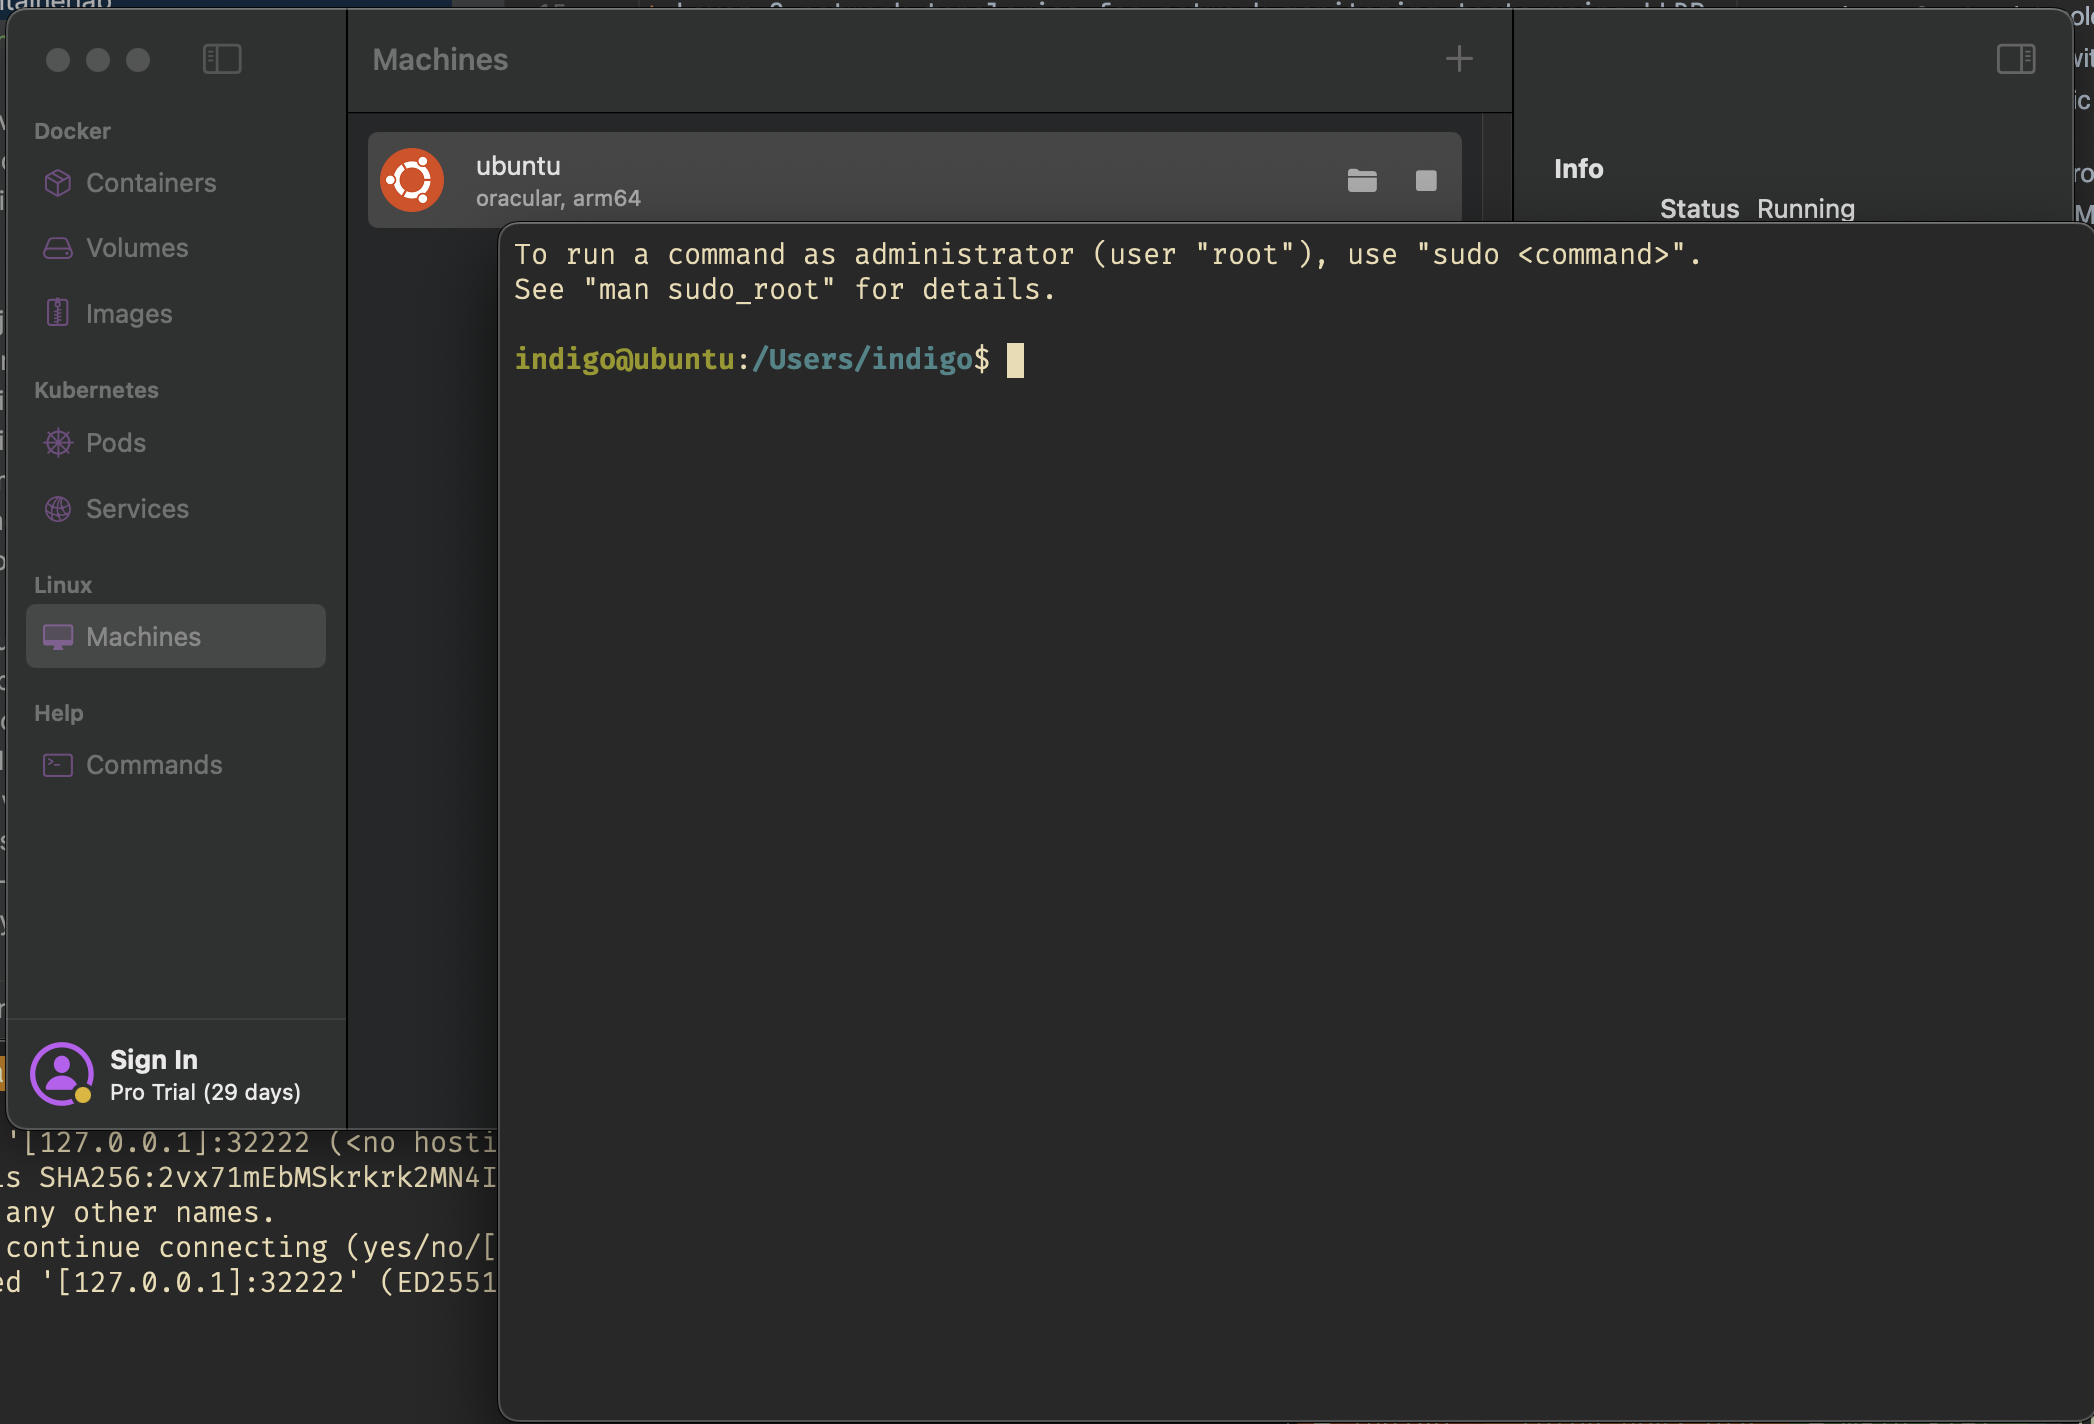 Machines
Docker
Containers
Volumes
Images
Kubernetes
Pods
Services
Linux
Machines
Help
Commands
Sign In
Pro Trial (29 days)
ubuntu
oracular, arm64
Info
Status Running
To run a command as administrator (user "root"), use "sudo <command>".
See "man sudo_root" for details.
indigo@ubuntu:/Users/indigo$
'[127.0.0.1]:32222 (<no hosti
SHA256:2vx71mEbMSkrkrk2MN4I
any other names.
continue connecting (yes/no/[
'[127.0.0.1]:32222' (ED2551